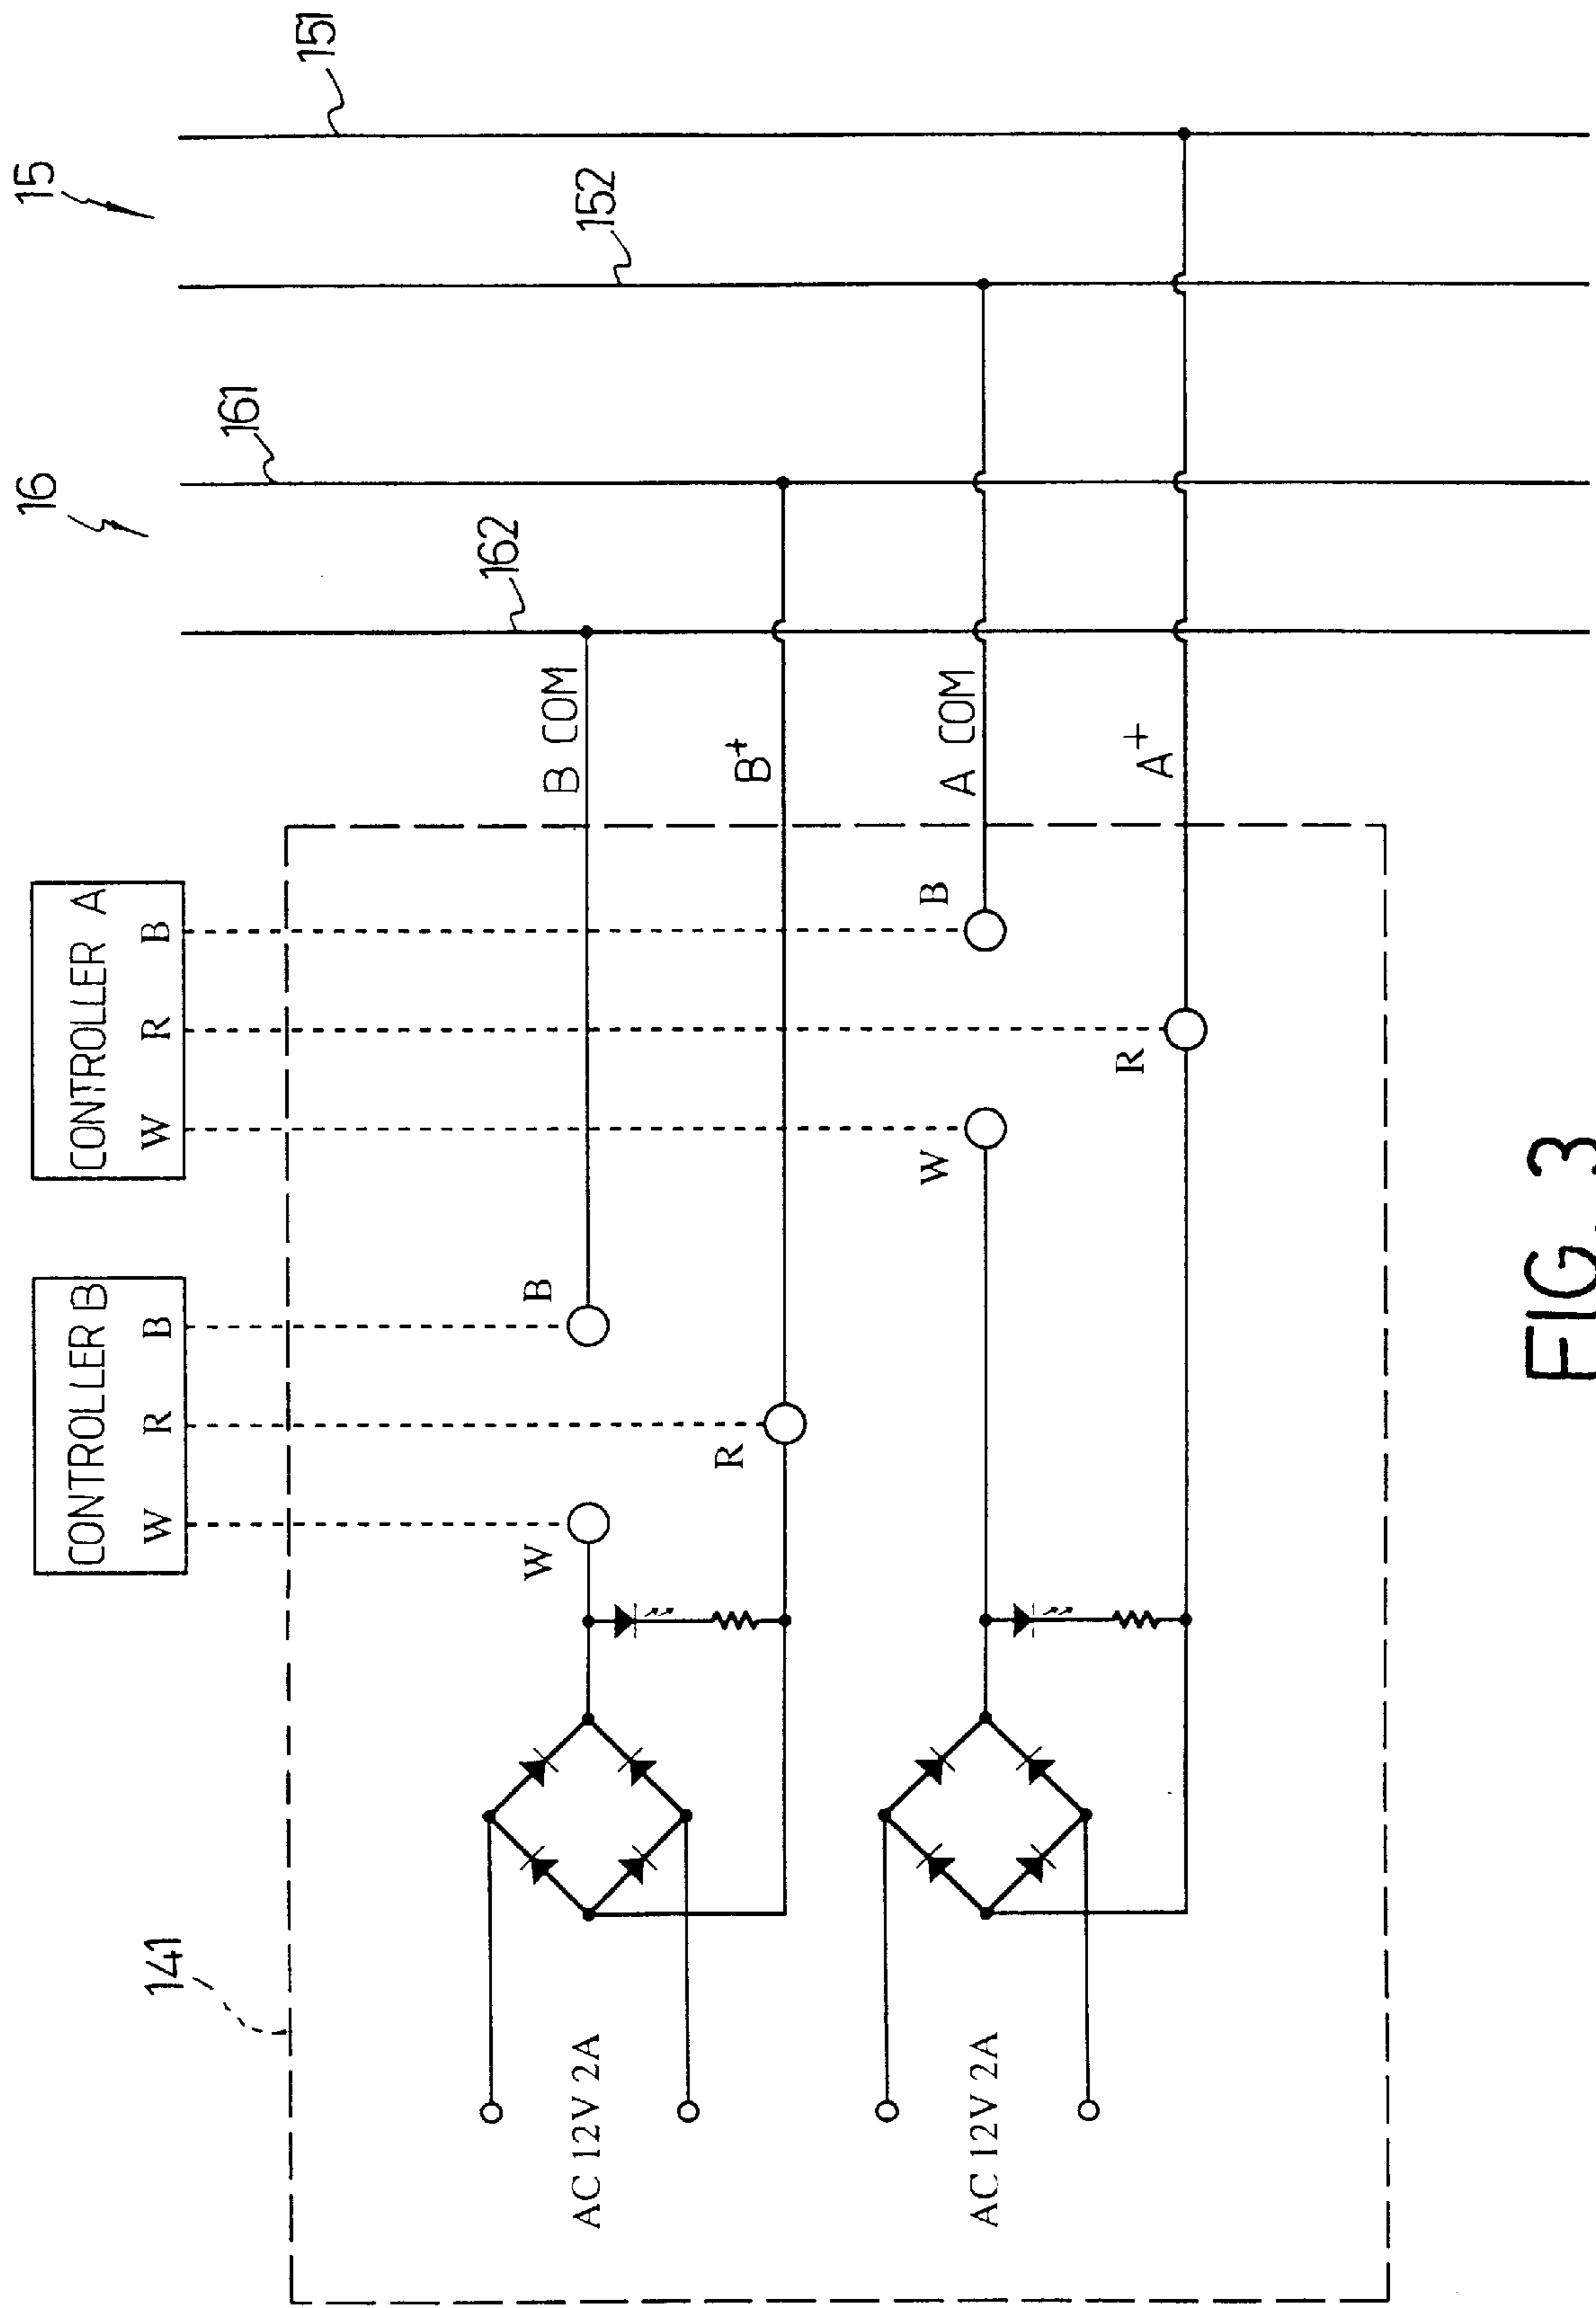 141
CONTROLLER B
W R B
CONTROLLER A
W R B
16
15
162
161
152
151
AC 12V 2A
W
B
B COM
R
B+
AC 12V 2A
W
B
A COM
R
A+
FIG. 3